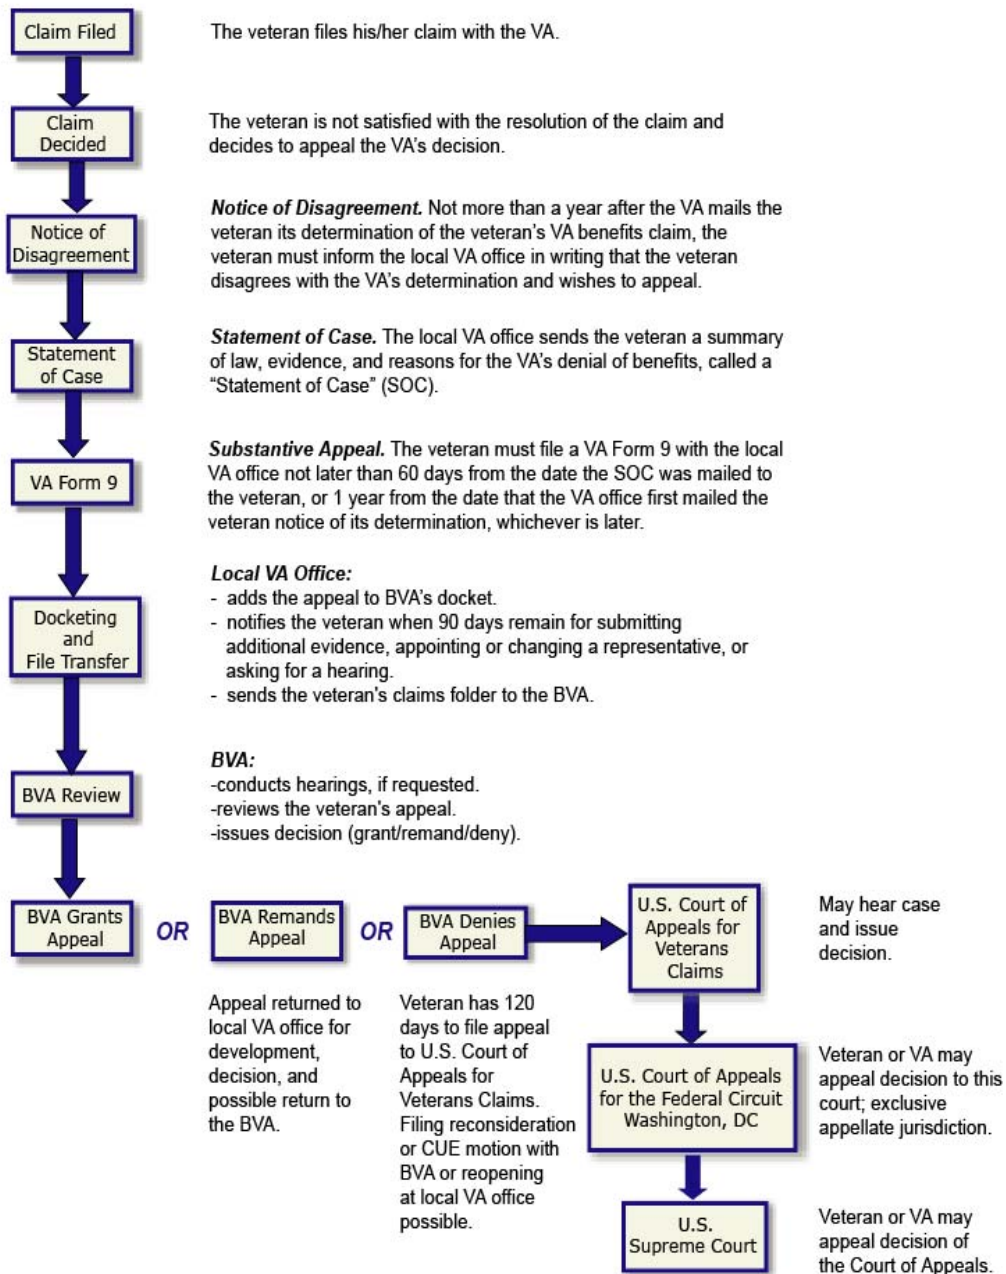 Claim Filed
The veteran files his/her claim with the VA.
Claim
Decided
The veteran is not satisfied with the resolution of the claim and
decides to appeal the VA's decision.
Notice of
Disagreement
Notice of Disagreement. Not more than a year after the VA mails the
veteran its determination of the veteran's VA benefits claim, the
veteran must inform the local VA office in writing that the veteran
disagrees with the VA's determination and wishes to appeal.
Statement
of Case
Statement of Case. The local VA office sends the veteran a summary
of law, evidence, and reasons for the VA's denial of benefits, called a
“Statement of Case” (SOC).
VA Form 9
Substantive Appeal. The veteran must file a VA Form 9 with the local
VA office not later than 60 days from the date the SOC was mailed to
the veteran, or 1 year from the date that the VA office first mailed the
veteran notice of its determination, whichever is later.
Docketing
and
File Transfer
Local VA Office:
- adds the appeal to BVA's docket.
- notifies the veteran when 90 days remain for submitting
additional evidence, appointing or changing a representative, or
asking for a hearing.
- sends the veteran's claims folder to the BVA.
BVA Review
BVA:
-conducts hearings, if requested.
-reviews the veteran's appeal.
-issues decision (grant/remand/deny).
BVA Grants
Appeal
OR
BVA Remands
Appeal
OR
BVA Denies
Appeal
U.S. Court of
Appeals for
Veterans
Claims
May hear case
and issue
decision.
Appeal returned to
local VA office for
development,
decision, and
possible return to
the BVA.
Veteran has 120
days to file appeal
to U.S. Court of
Appeals for
Veterans Claims.
Filing reconsideration
or CUE motion with
BVA or reopening
at local VA office
possible.
U.S. Court of Appeals
for the Federal Circuit
Washington, DC
Veteran or VA may
appeal decision to this
court; exclusive
appellate jurisdiction.
U.S.
Supreme Court
Veteran or VA may
appeal decision of
the Court of Appeals.